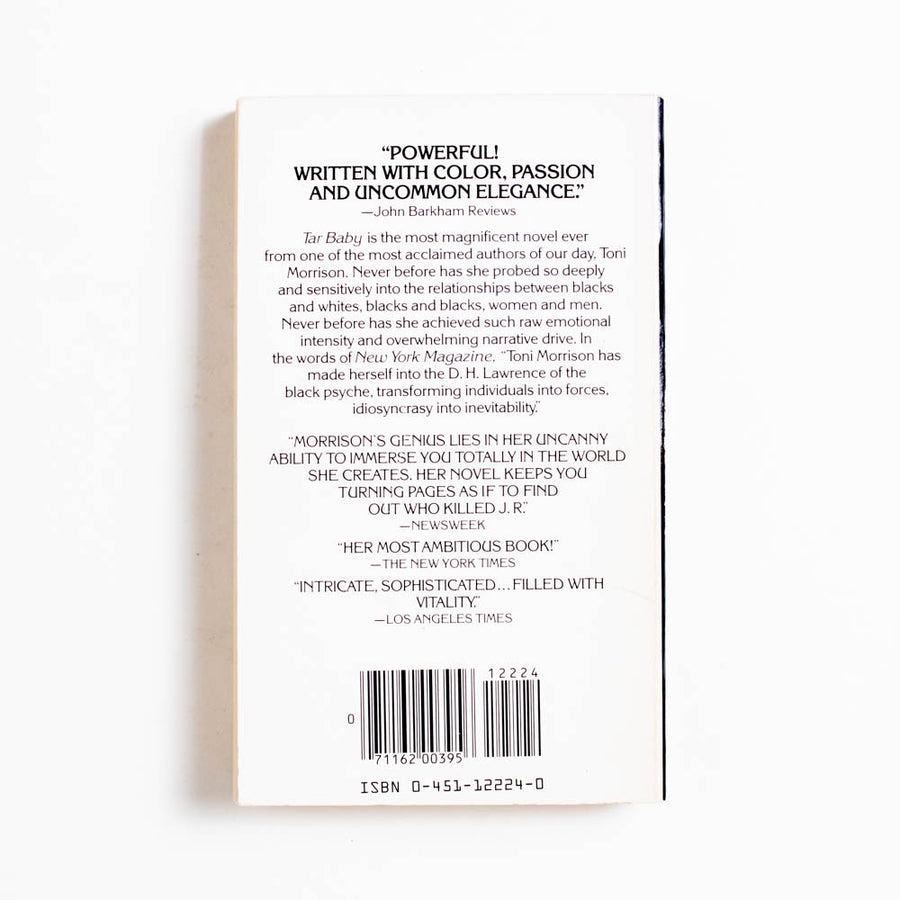 “POWERFUL!
WRITTEN WITH COLOR, PASSION
AND UNCOMMON ELEGANCE.”
—John Barkham Reviews
Tar Baby is the most magnificent novel ever
from one of the most acclaimed authors of our day, Toni
Morrison. Never before has she probed so deeply
and sensitively into the relationships between blacks
and whites, blacks and blacks, women and men.
Never before has she achieved such raw emotional
intensity and overwhelming narrative drive. In
the words of New York Magazine, “Toni Morrison has
made herself into the D. H. Lawrence of the
black psyche, transforming individuals into forces,
idiosyncrasy into inevitability.”
“MORRISON’S GENIUS LIES IN HER UNCANNY
ABILITY TO IMMERSE YOU TOTALLY IN THE WORLD
SHE CREATES. HER NOVEL KEEPS YOU
TURNING PAGES AS IF TO FIND
OUT WHO KILLED J. R.”
—NEWSWEEK
“HER MOST AMBITIOUS BOOK!”
—THE NEW YORK TIMES
“INTRICATE, SOPHISTICATED...FILLED WITH
VITALITY.”
—LOS ANGELES TIMES
12224
0
71162 00395
ISBN 0-451-12224-0